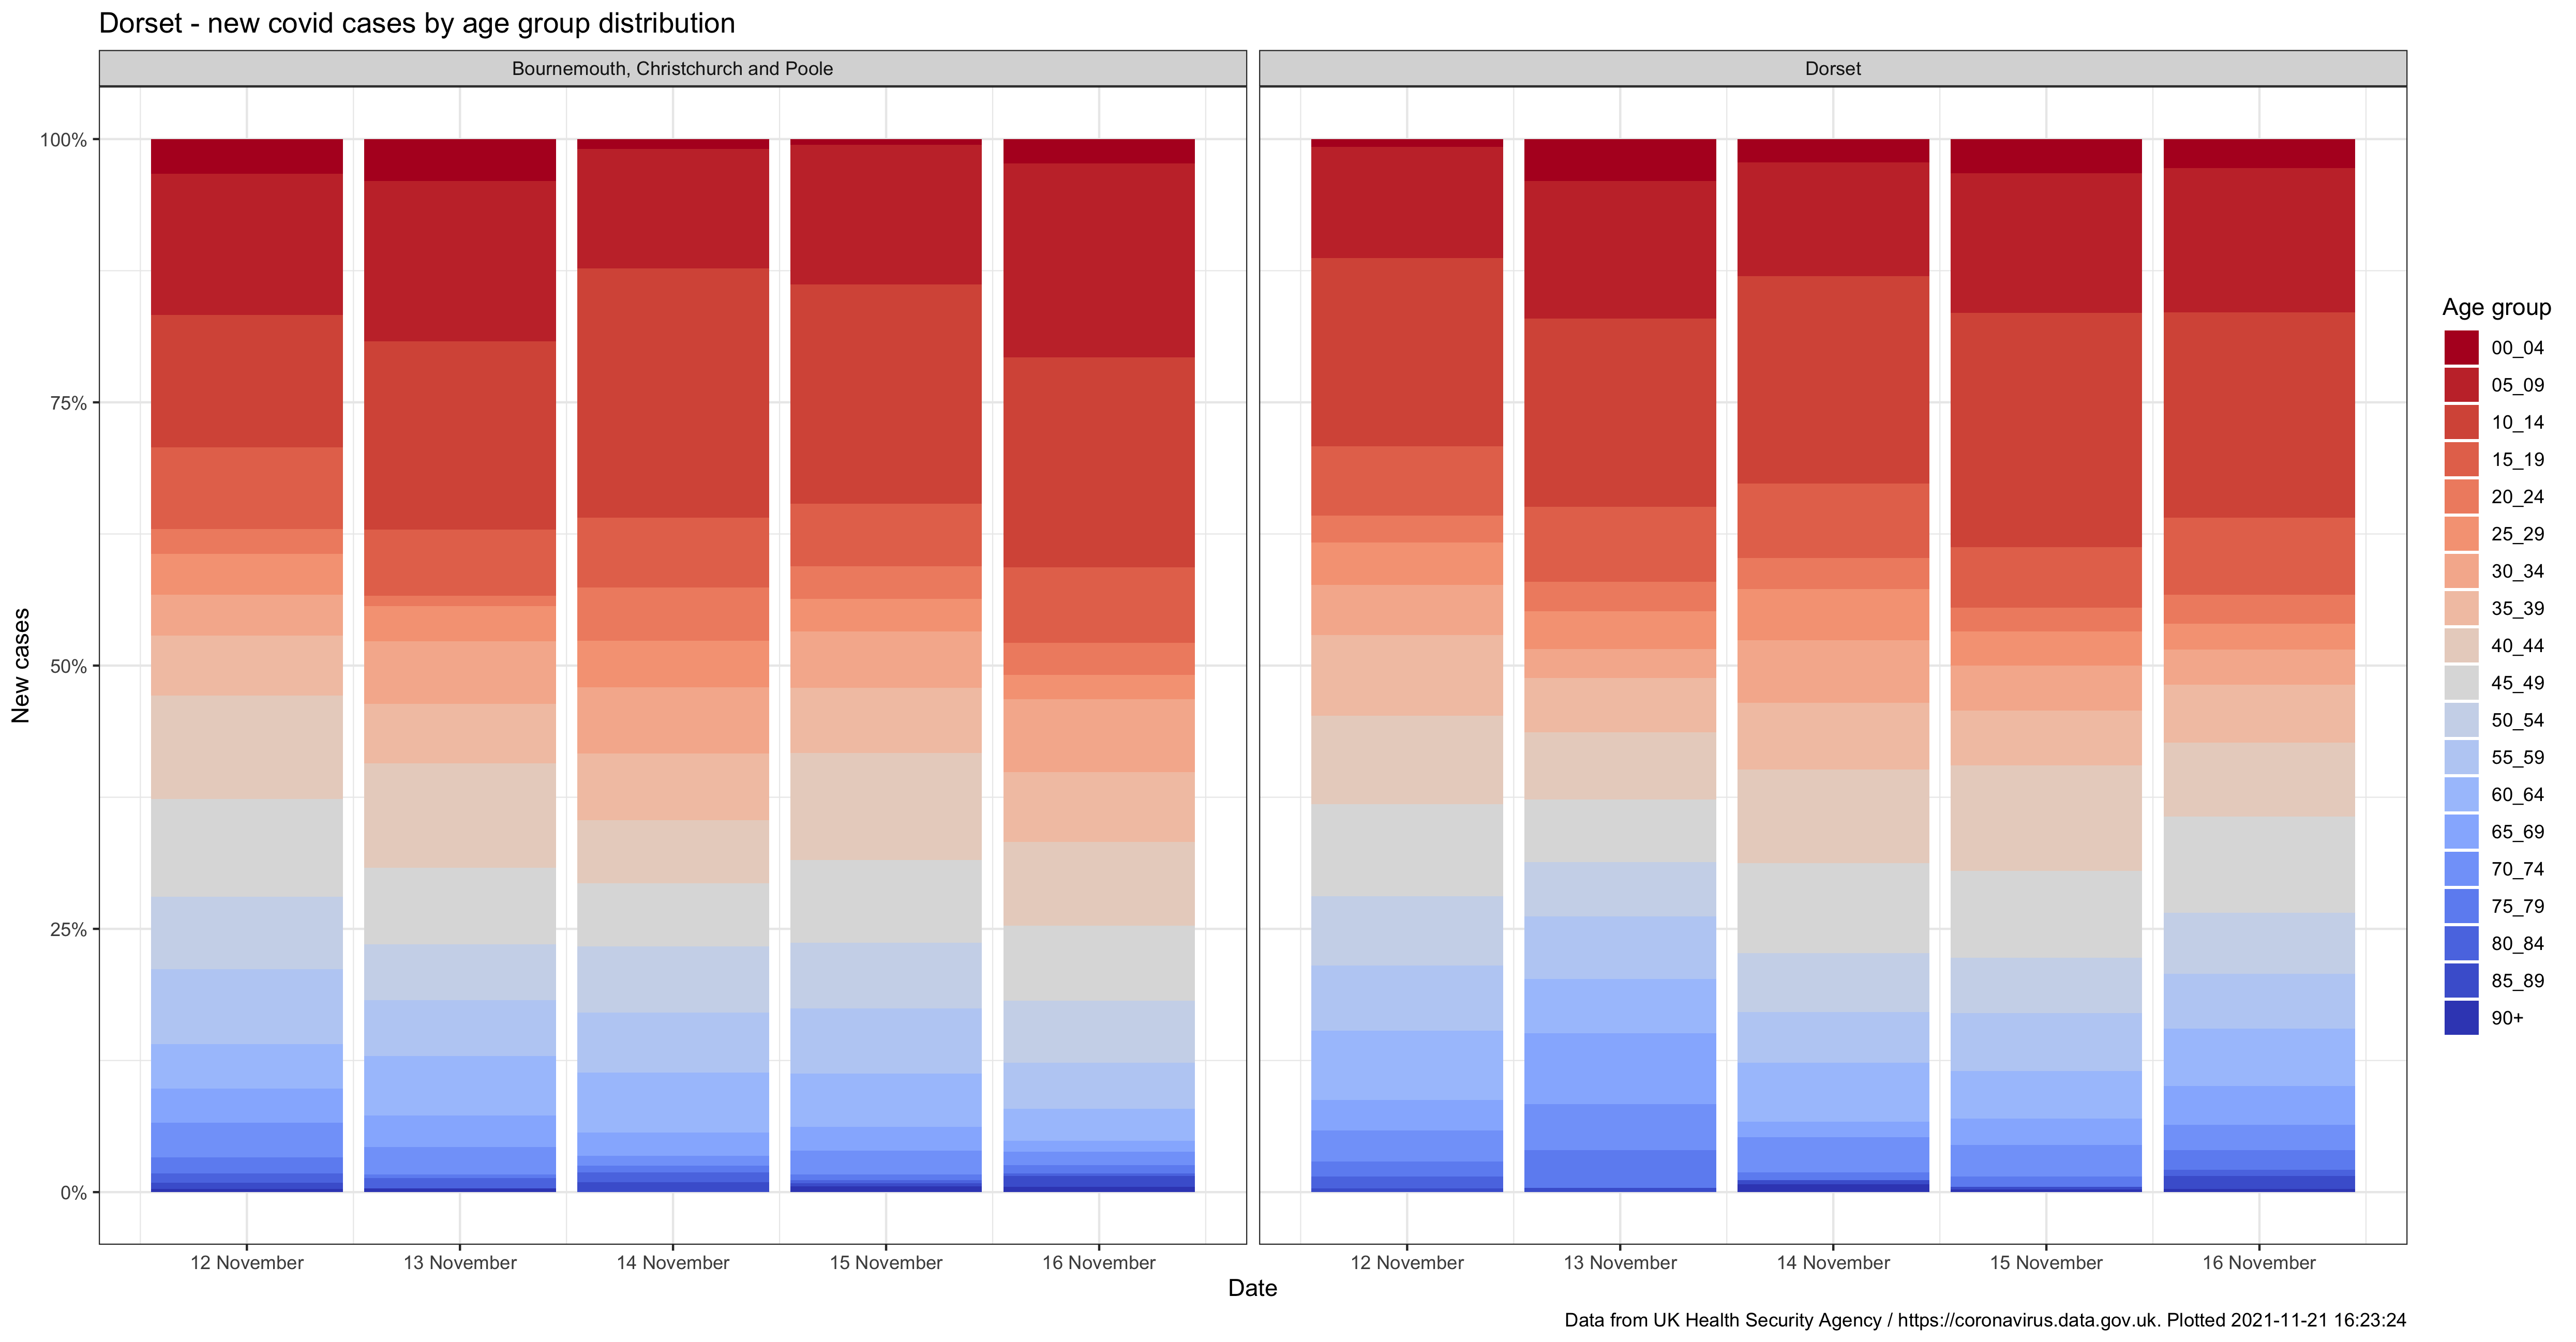 Dorset - new covid cases by age group distribution
Bournemouth, Christchurch and Poole
Dorset
100%
75%
50%
25%
0%
New cases
12 November
13 November
14 November
15 November
16 November
12 November
13 November
14 November
15 November
16 November
Date
Age group
00_04
05_09
10_14
15_19
20_24
25_29
30_34
35_39
40_44
45_49
50_54
55_59
60_64
65_69
70_74
75_79
80_84
85_89
90+
Data from UK Health Security Agency / https://coronavirus.data.gov.uk. Plotted 2021-11-21 16:23:24